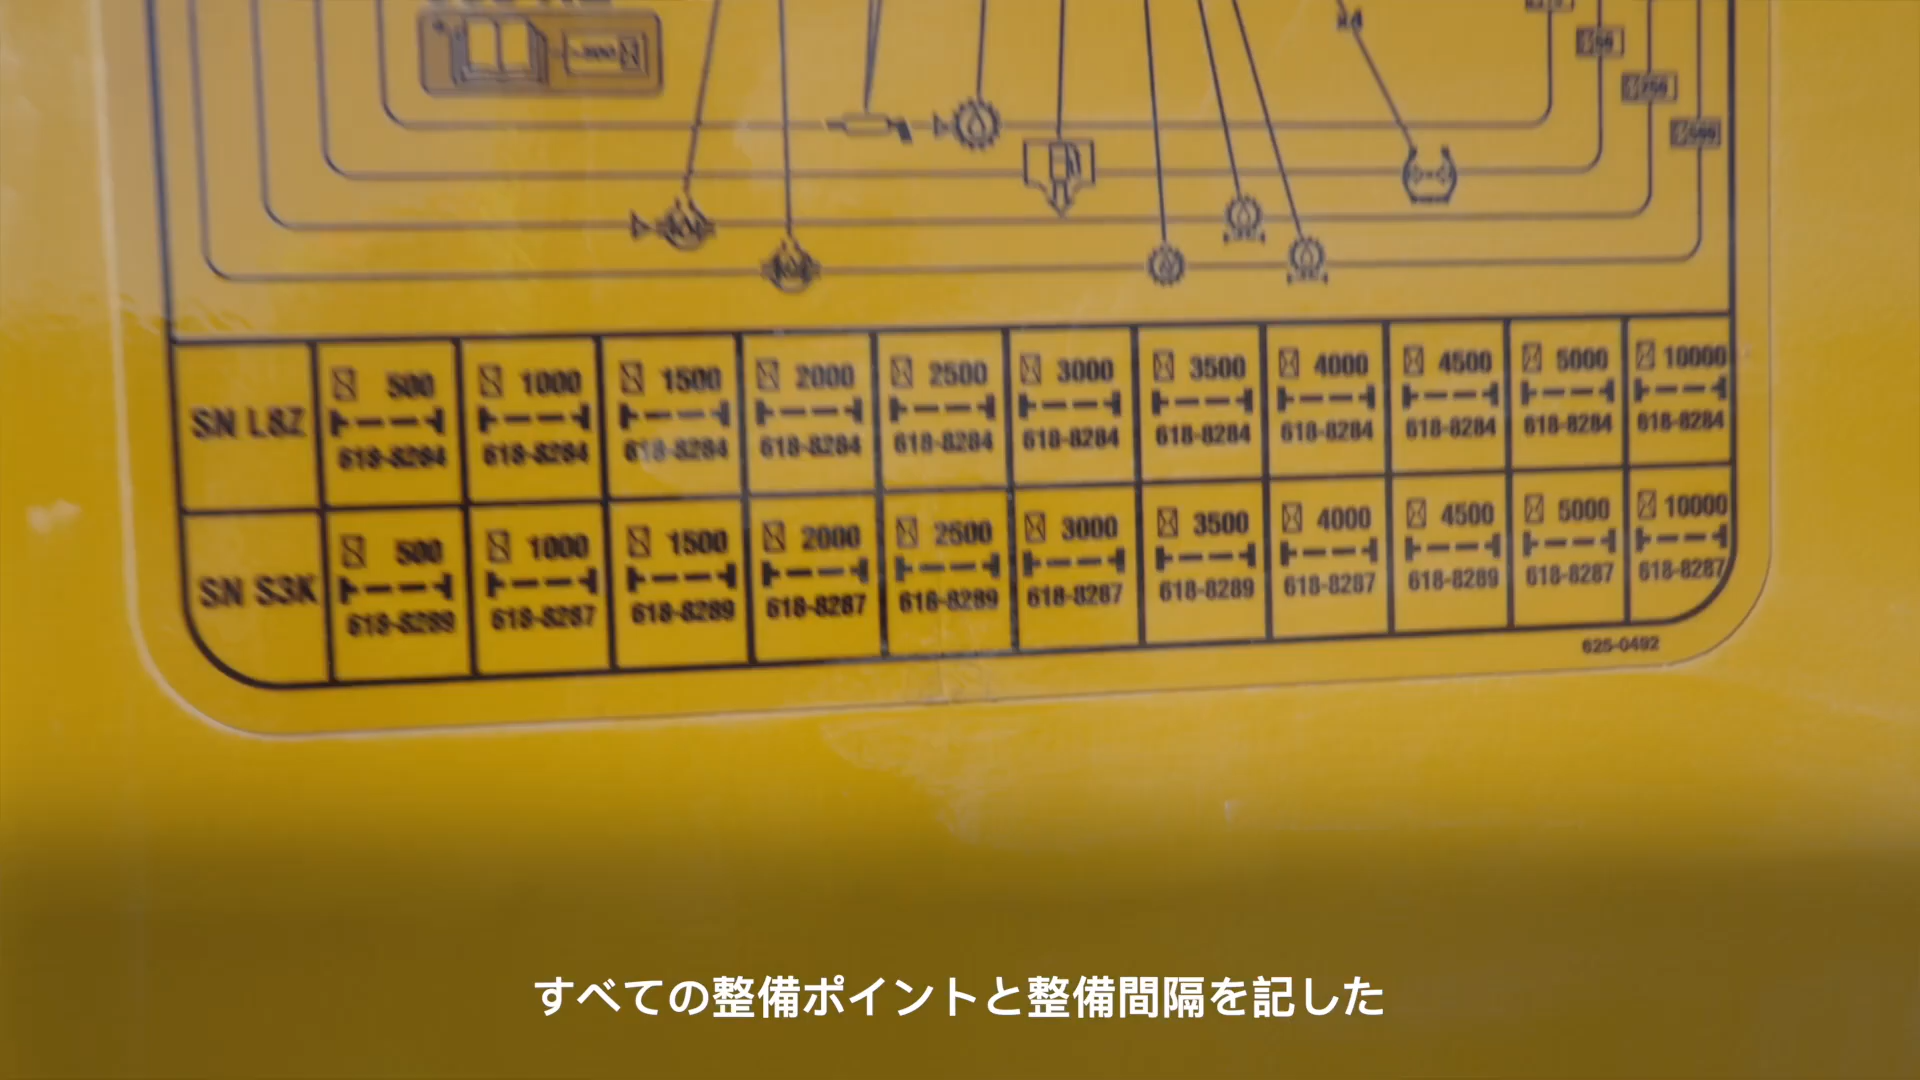 500
SN L8Z
500 1000 1500 2000 2500 3000 3500 4000 4500 5000 10000
618-8284 618-8284 618-8284 618-8284 618-8284 618-8284 618-8284 618-8284 618-8284 618-8284 618-8284
SN S3K
500 1000 1500 2000 2500 3000 3500 4000 4500 5000 10000
618-8289 618-8287 618-8289 618-8287 618-8289 618-8287 618-8289 618-8287 618-8289 618-8287 618-8287
625-0492
すべての整備ポイントと整備間隔を記した